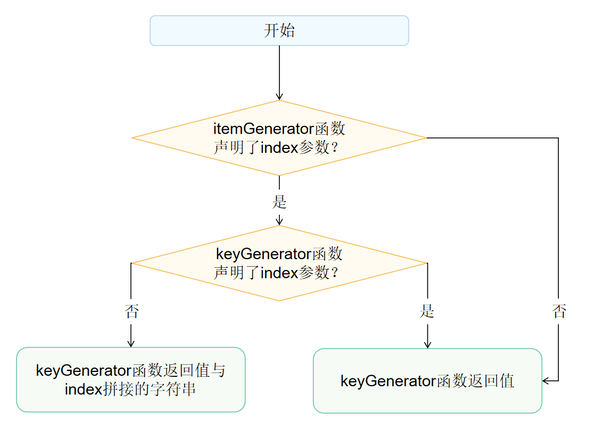 开始
itemGenerator函数
声明了index参数？
是
keyGenerator函数
声明了index参数？
否
是
否
keyGenerator函数返回值与
index拼接的字符串
keyGenerator函数返回值